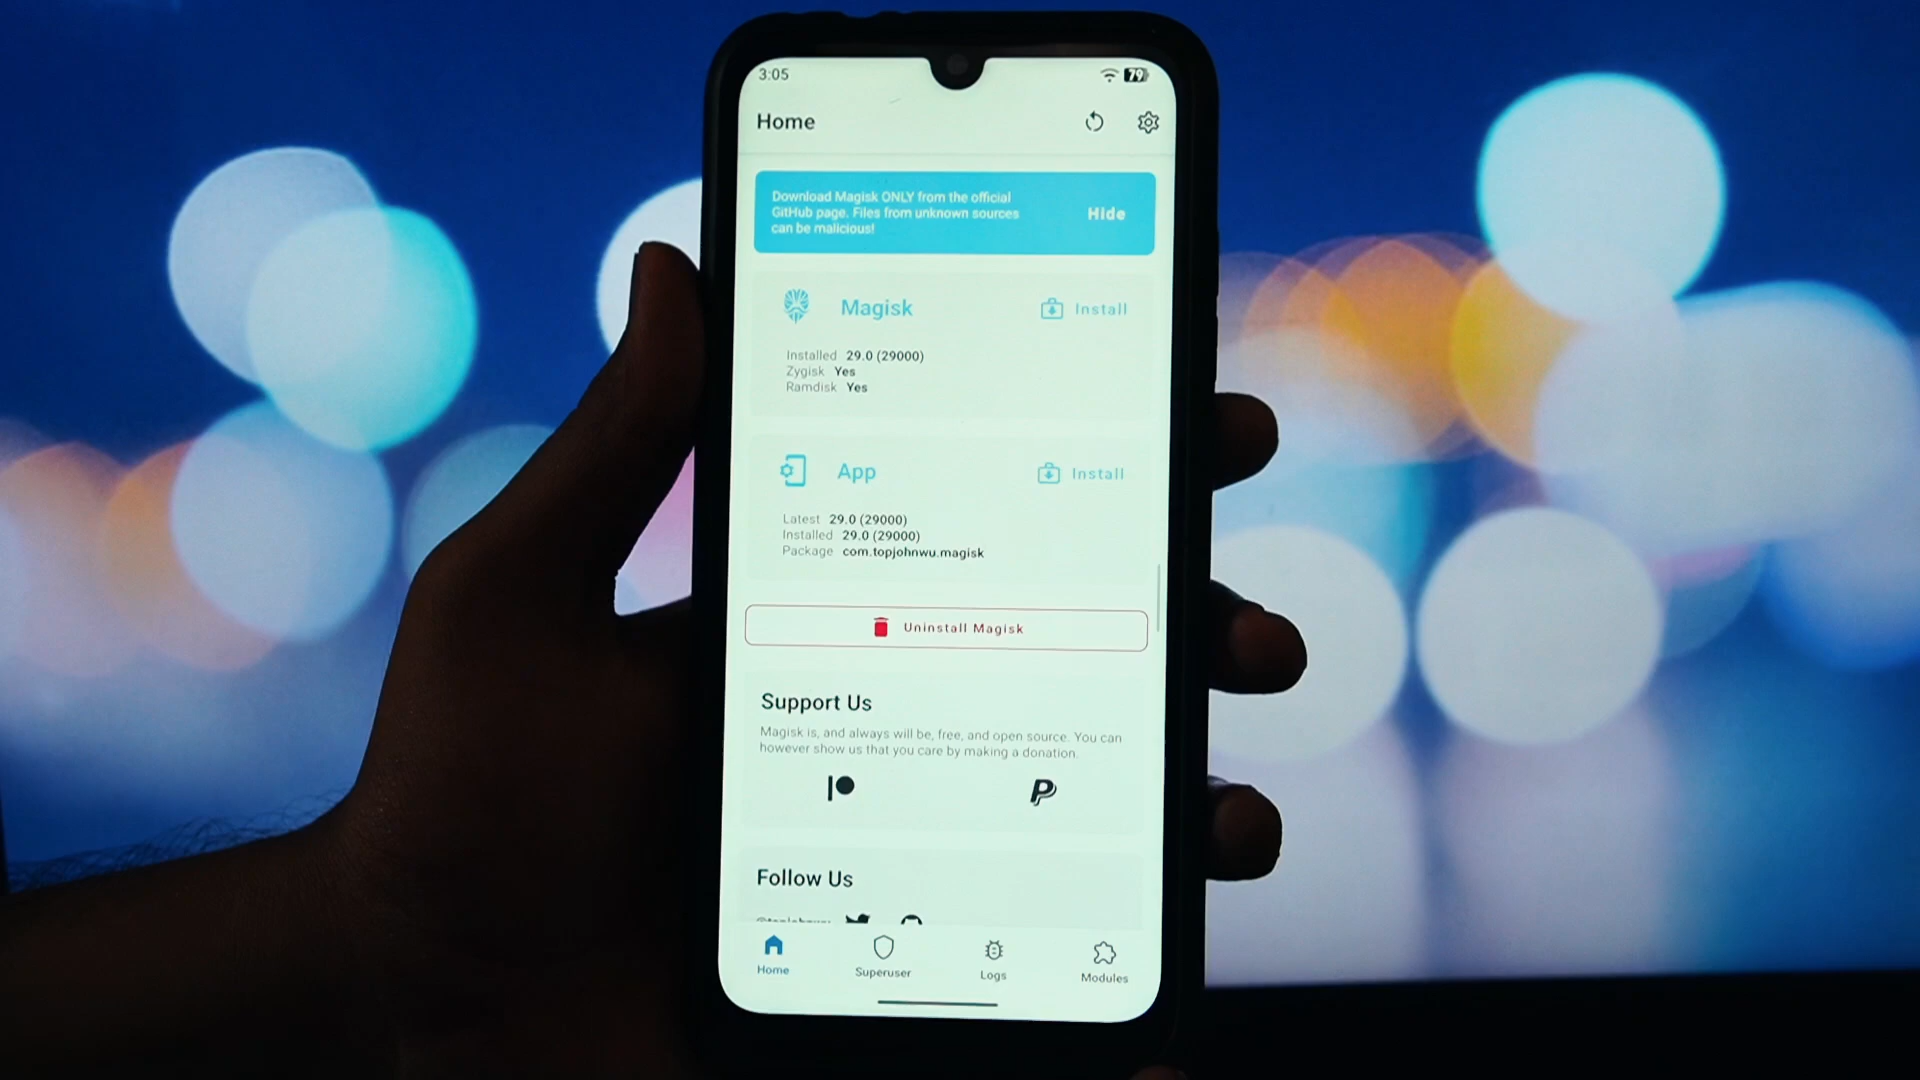 3:05
79
Home
Download Magisk ONLY from the official
GitHub page. Files from unknown sources
can be malicious!
Hide
Magisk
Install
Installed 29.0 (29000)
Zygisk Yes
Ramdisk Yes
App
Install
Latest 29.0 (29000)
Installed 29.0 (29000)
Package com.topjohnwu.magisk
Uninstall Magisk
Support Us
Magisk is, and always will be, free, and open source. You can
however show us that you care by making a donation.
Follow Us
Home
Superuser
Logs
Modules